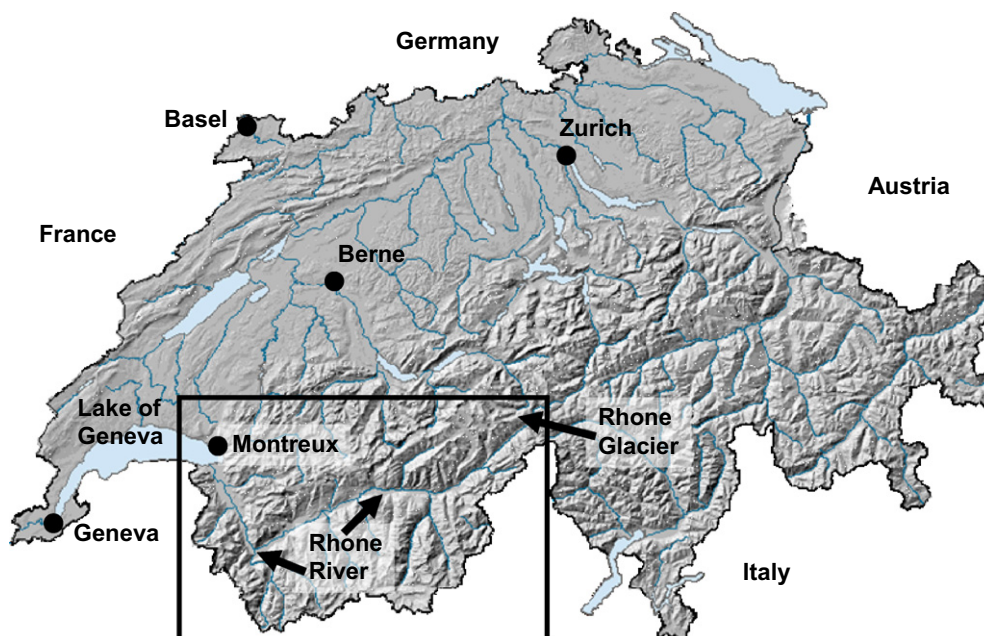 Germany
Basel
Zurich
Austria
France
Berne
Lake of
Geneva
Rhone
Glacier
Montreux
Geneva
Rhone
River
Italy